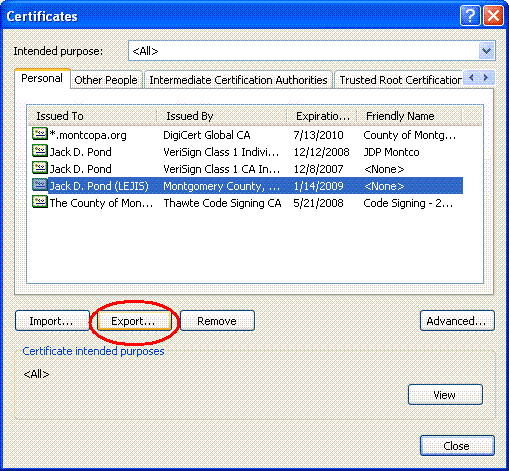 Certificates
Intended purpose: <All>
Personal Other People Intermediate Certification Authorities Trusted Root Certification
Issued To Issued By Expiratio... Friendly Name
*.montcopa.org DigiCert Global CA 7/13/2010 County of Montg...
Jack D. Pond VeriSign Class 1 Indivi... 12/12/2008 JDP Montco
Jack D. Pond VeriSign Class 1 CA In... 12/8/2007 <None>
Jack D. Pond (LEJIS) Montgomery County, ... 1/14/2009 <None>
The County of Mon... Thawte Code Signing CA 5/21/2008 Code Signing - 2...
Import... Export... Remove Advanced...
Certificate intended purposes
<All>
View
Close